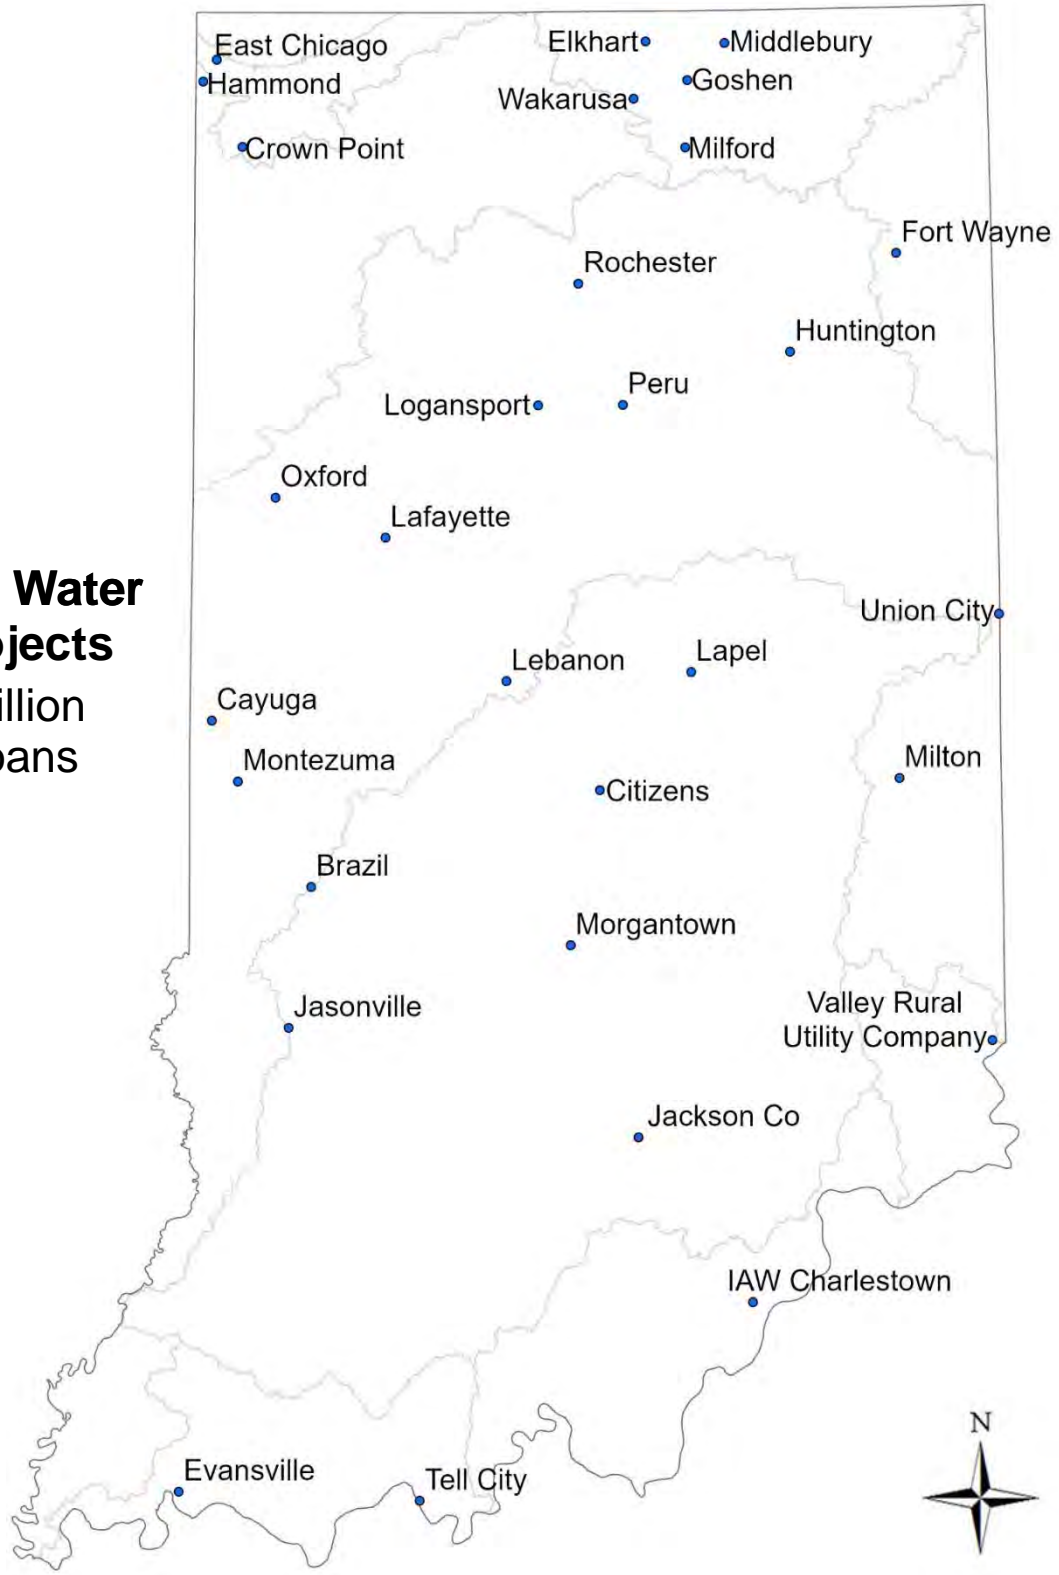 East Chicago
Elkhart
Middlebury
Hammond
Goshen
Wakarusa
Crown Point
Milford
Fort Wayne
Rochester
Huntington
Peru
Logansport
Oxford
Lafayette
Water
jects
illion
ans
Union City
Lebanon
Lapel
Cayuga
Montezuma
Milton
Citizens
Brazil
Morgantown
Jasonville
Valley Rural
Utility Company
Jackson Co
IAW Charlestown
N
Evansville
Tell City